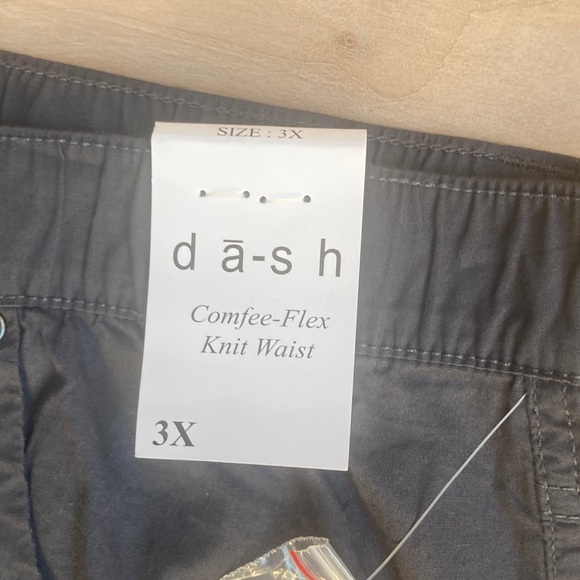 SIZE : 3X
d ā-s h
Comfee-Flex
Knit Waist
3X